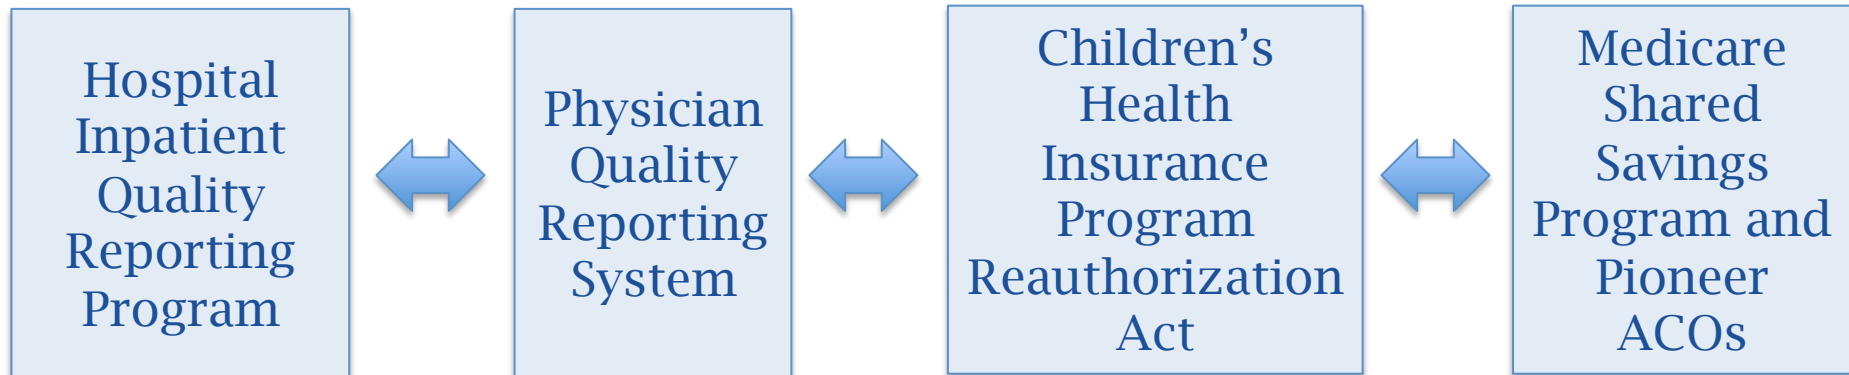 Hospital
Inpatient
Quality
Reporting
Program
Physician
Quality
Reporting
System
Children’s
Health
Insurance
Program
Reauthorization
Act
Medicare
Shared
Savings
Program and
Pioneer
ACOs